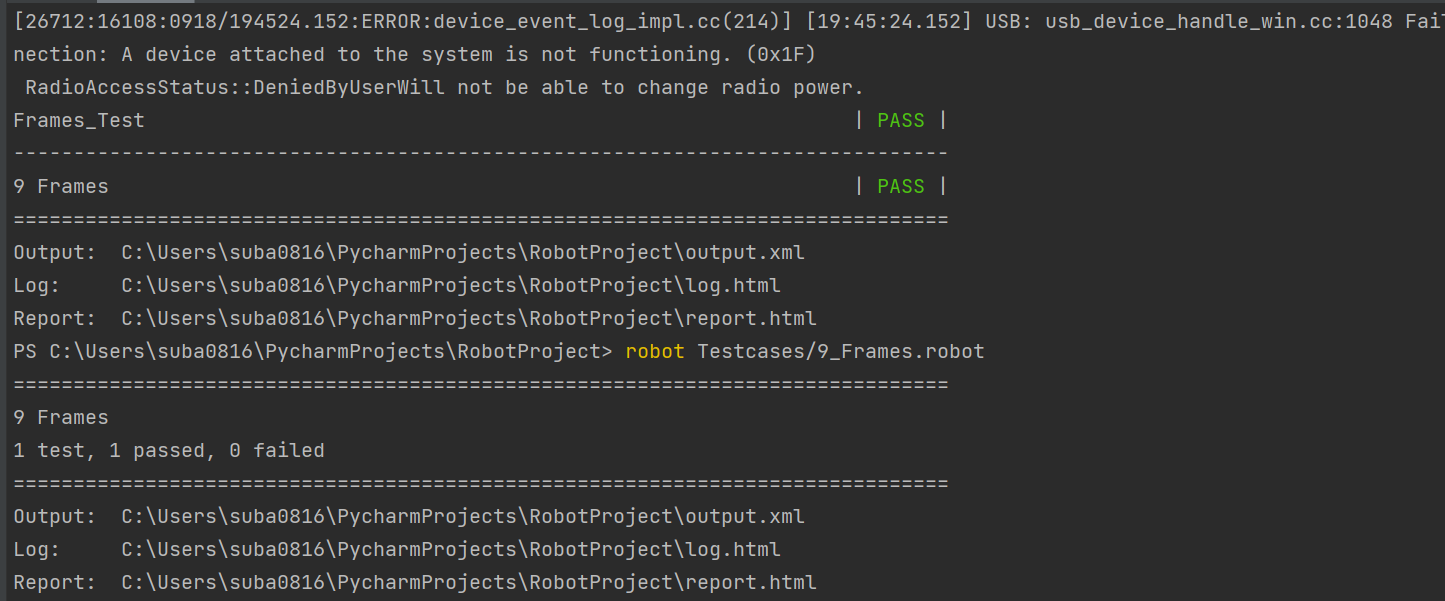 [26712:16108:0918/194524.152:ERROR:device_event_log_impl.cc(214)] [19:45:24.152] USB: usb_device_handle_win.cc:1048
nection: A device attached to the system is not functioning. (0x1F)
RadioAccessStatus::DeniedByUserWill not be able to change radio power.
Frames_Test | PASS |
------------------------------------------------------------------------------
9 Frames | PASS |
==============================================================================
Output: C:\Users\suba0816\PycharmProjects\RobotProject\output.xml
Log: C:\Users\suba0816\PycharmProjects\RobotProject\log.html
Report: C:\Users\suba0816\PycharmProjects\RobotProject\report.html
PS C:\Users\suba0816\PycharmProjects\RobotProject> robot Testcases/9_Frames.robot
==============================================================================
9 Frames
1 test, 1 passed, 0 failed
==============================================================================
Output: C:\Users\suba0816\PycharmProjects\RobotProject\output.xml
Log: C:\Users\suba0816\PycharmProjects\RobotProject\log.html
Report: C:\Users\suba0816\PycharmProjects\RobotProject\report.html